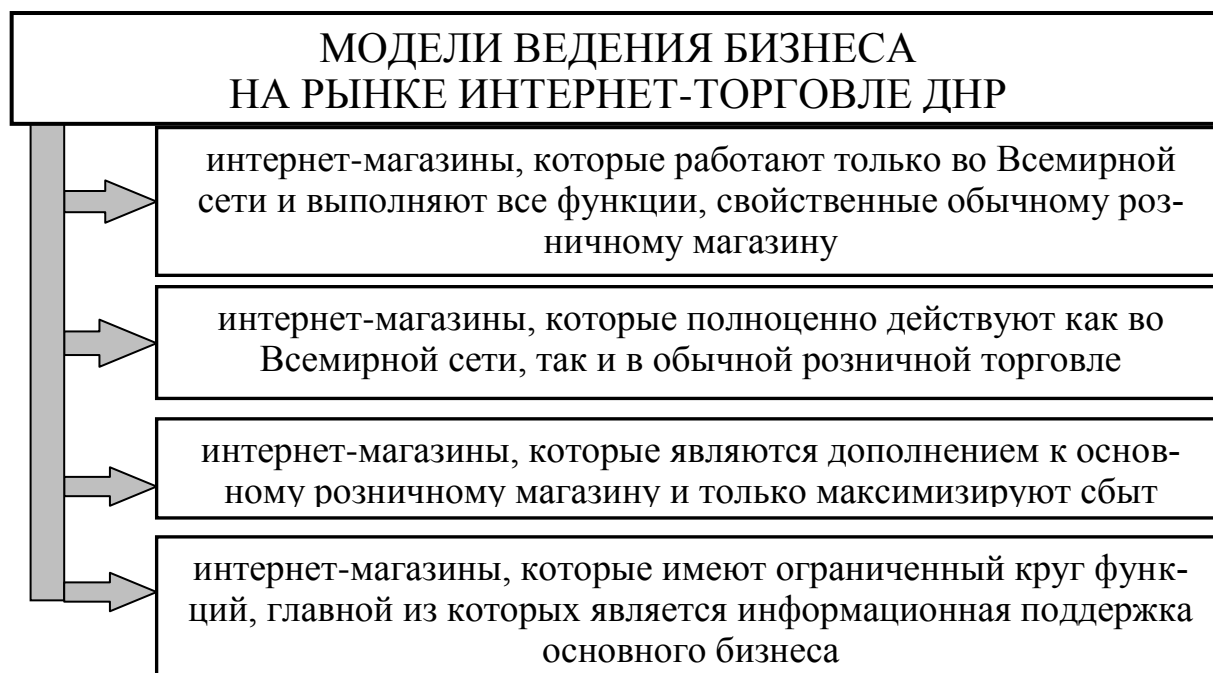 МОДЕЛИ ВЕДЕНИЯ БИЗНЕСА
НА РЫНКЕ ИНТЕРНЕТ-ТОРГОВЛЕ ДНР
интернет-магазины, которые работают только во Всемирной
сети и выполняют все функции, свойственные обычному роз-
ничному магазину
интернет-магазины, которые полноценно действуют как во
Всемирной сети, так и в обычной розничной торговле
интернет-магазины, которые являются дополнением к основ-
ному розничному магазину и только максимизируют сбыт
интернет-магазины, которые имеют ограниченный круг функ-
ций, главной из которых является информационная поддержка
основного бизнеса